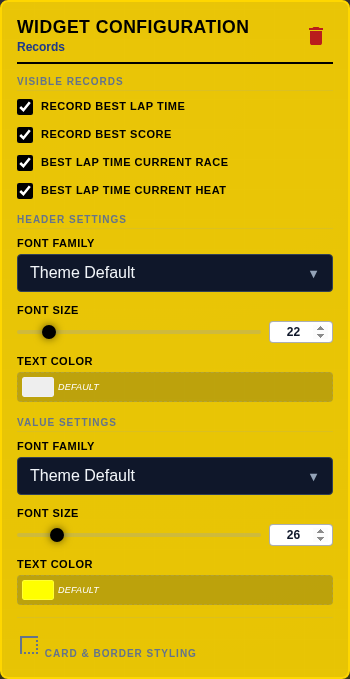 WIDGET CONFIGURATION
Records
VISIBLE RECORDS
RECORD BEST LAP TIME
RECORD BEST SCORE
BEST LAP TIME CURRENT RACE
BEST LAP TIME CURRENT HEAT
HEADER SETTINGS
FONT FAMILY
Theme Default
FONT SIZE
22
TEXT COLOR
DEFAULT
VALUE SETTINGS
FONT FAMILY
Theme Default
FONT SIZE
26
TEXT COLOR
DEFAULT
CARD & BORDER STYLING